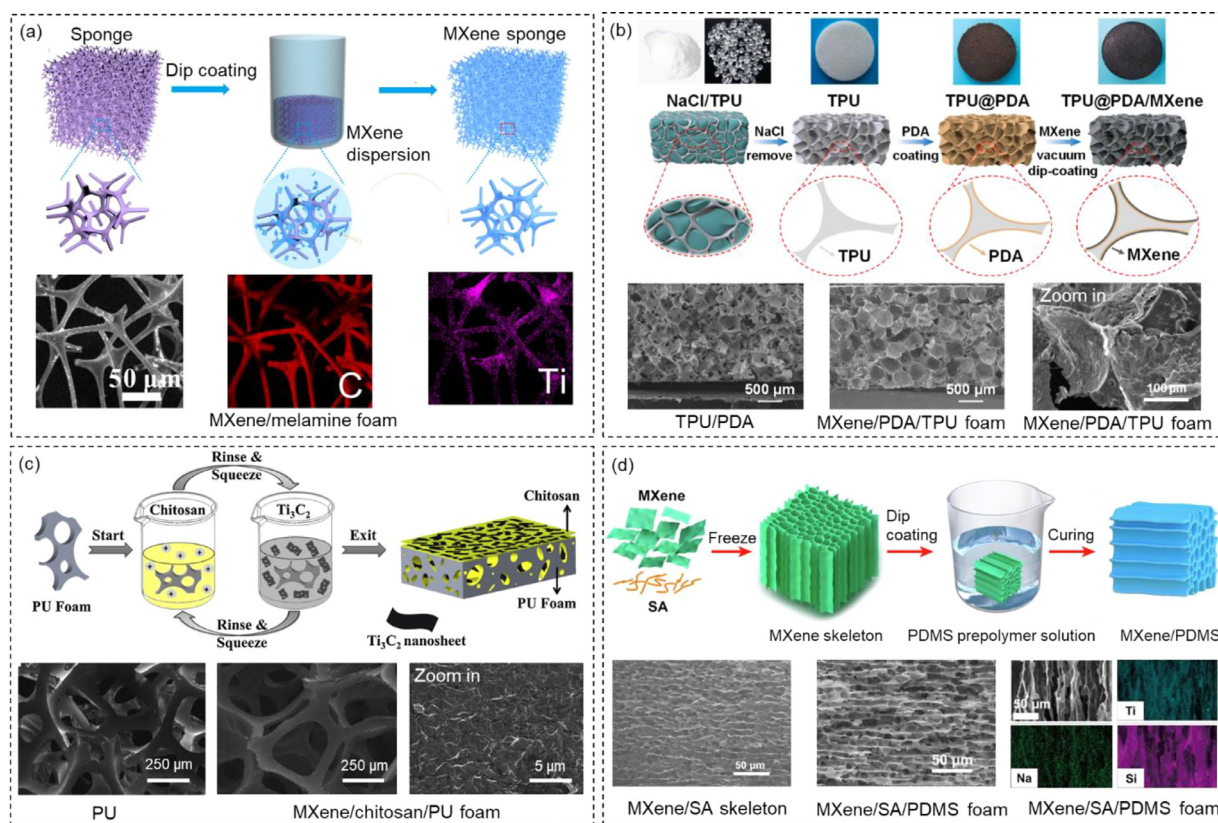 (a)
Sponge
Dip coating
MXene
dispersion
MXene sponge
50 μm
C
Ti
MXene/melamine foam
(b)
NaCl/TPU
TPU
TPU@PDA
TPU@PDA/MXene
NaCl
remove
PDA
coating
MXene
vacuum
dip-coating
TPU
PDA
MXene
500 μm
500 μm
Zoom in
100 μm
TPU/PDA
MXene/PDA/TPU foam
MXene/PDA/TPU foam
(c)
Rinse &
Squeeze
Chitosan
Ti₃C₂
Start
Exit
PU Foam
Rinse &
Squeeze
Chitosan
PU Foam
Ti₃C₂ nanosheet
250 μm
250 μm
Zoom in
5 μm
PU
MXene/chitosan/PU foam
(d)
MXene
SA
Freeze
Dip
coating
Curing
MXene skeleton
PDMS prepolymer solution
MXene/PDMS
50 μm
50 μm
50 μm
Ti
Na
Si
MXene/SA skeleton
MXene/SA/PDMS foam
MXene/SA/PDMS foam